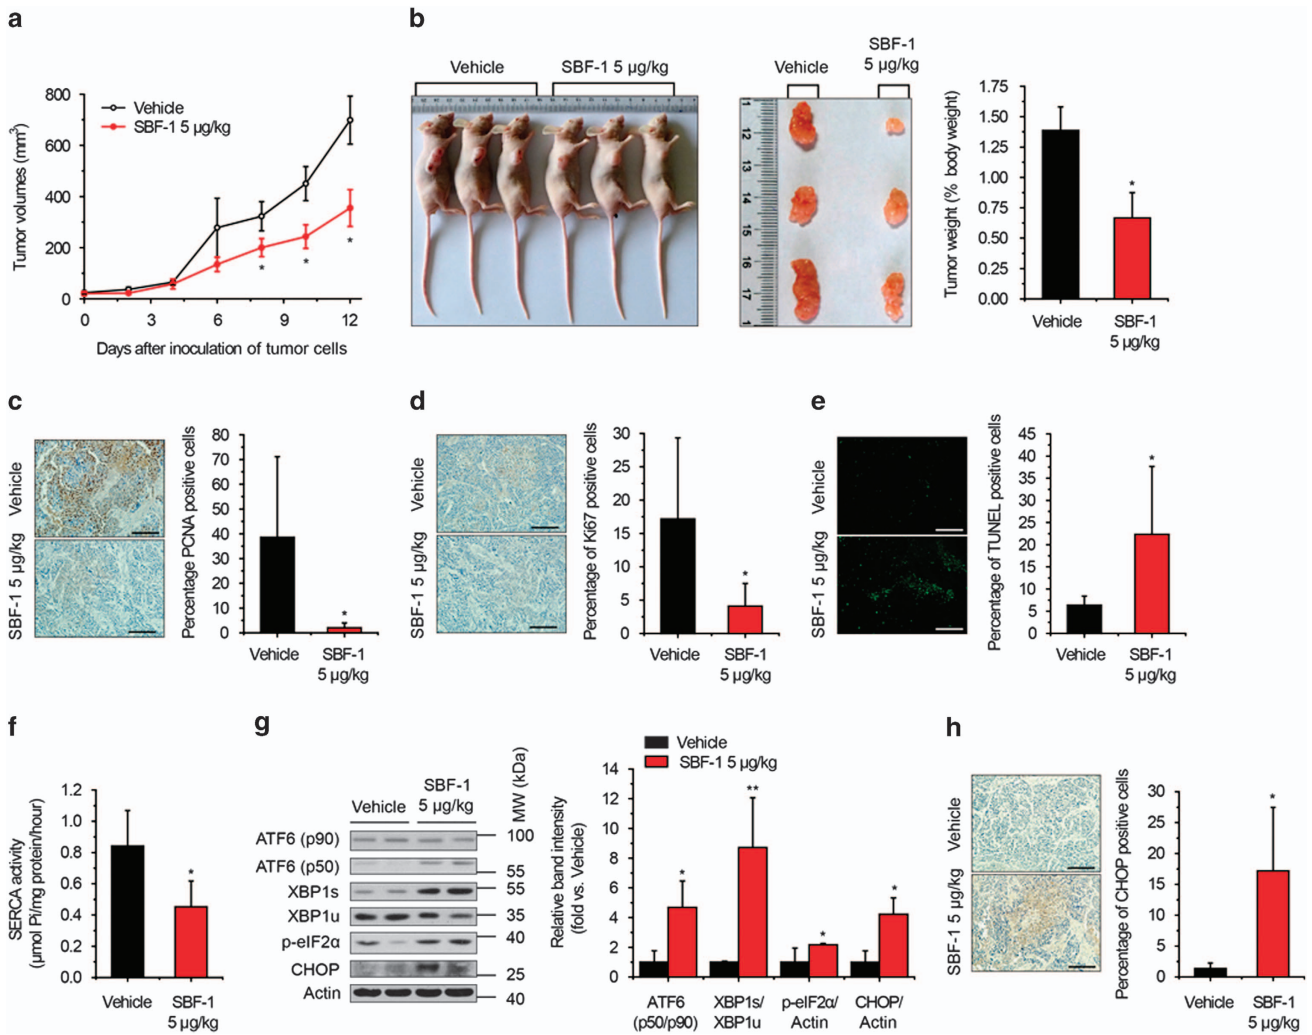 a
800
600
400
200
0
Tumor volumes (mm³)
Vehicle
SBF-1 5 µg/kg
*
*
*
0 3 6 9 12
Days after inoculation of tumor cells
b
Vehicle SBF-1 5 µg/kg
Vehicle
SBF-1
5 µg/kg
11
12
13
14
15
16
17
1
Tumor weight (% body weight)
1.75
1.50
1.25
1.00
0.75
0.50
0.25
0.00
*
Vehicle SBF-1
5 µg/kg
c
Vehicle
SBF-1 5 µg/kg
Percentage PCNA positive cells
80
70
60
50
40
30
20
10
0
*
Vehicle SBF-1
5 µg/kg
d
Vehicle
SBF-1 5 µg/kg
Percentage of Ki67 positive cells
30
25
20
15
10
5
0
*
Vehicle SBF-1
5 µg/kg
e
Vehicle
SBF-1 5 µg/kg
Percentage of TUNEL positive cells
45
40
35
30
25
20
15
10
5
0
*
Vehicle SBF-1
5 µg/kg
f
SERCA activity
(µmol Pi/mg protein/hour)
1.2
1.0
0.8
0.6
0.4
0.2
0.0
*
Vehicle SBF-1
5 µg/kg
g
Vehicle
SBF-1
5 µg/kg
MW (kDa)
ATF6 (p90) 100
ATF6 (p50) 55
XBP1s 55
XBP1u 35
p-eIF2α 40
CHOP 25
Actin 40
Vehicle
SBF-1 5 µg/kg
Relative band intensity
(fold vs. Vehicle)
14
12
10
8
6
4
2
0
*
**
*
*
ATF6 XBP1s/ p-eIF2α/ CHOP/
(p50/p90) XBP1u Actin Actin
h
Vehicle
SBF-1 5 µg/kg
Percentage of CHOP positive cells
30
25
20
15
10
5
0
*
Vehicle SBF-1
5 µg/kg